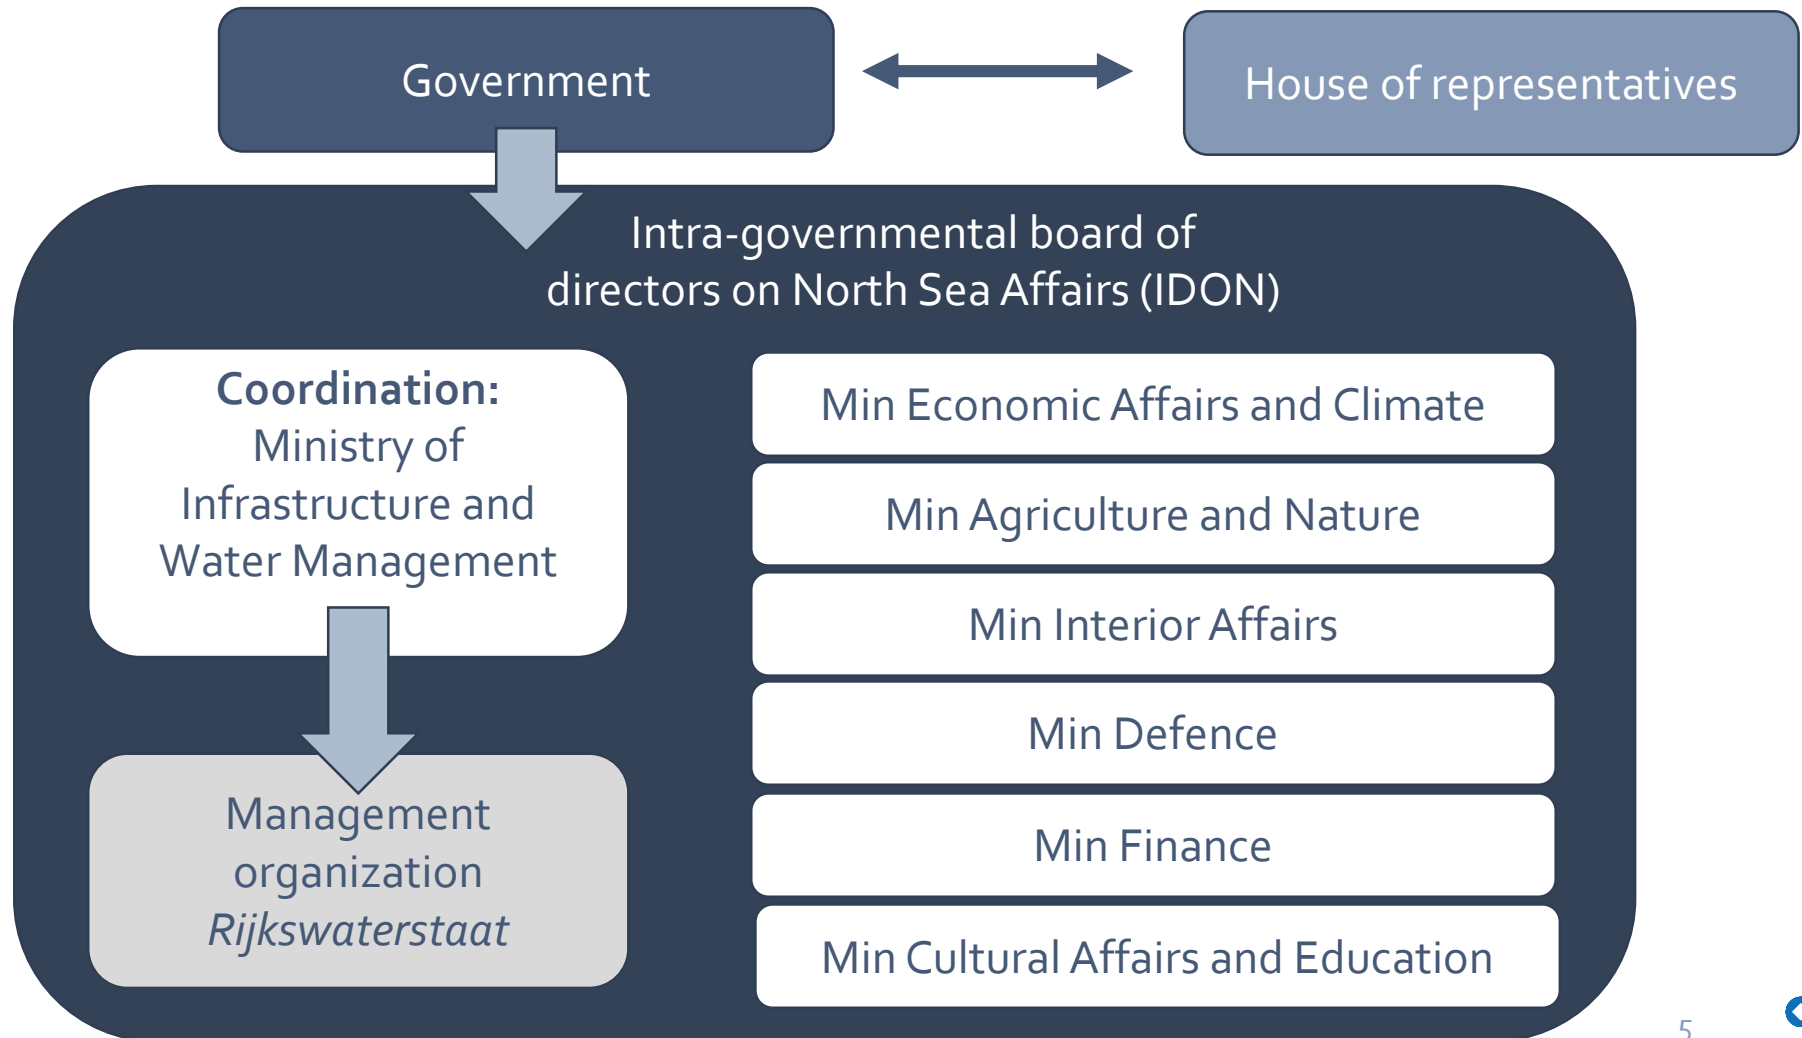 Government
House of representatives
Intra-governmental board of
directors on North Sea Affairs (IDON)
Coordination:
Ministry of
Infrastructure and
Water Management
Management
organization
Rijkswaterstaat
Min Economic Affairs and Climate
Min Agriculture and Nature
Min Interior Affairs
Min Defence
Min Finance
Min Cultural Affairs and Education
5